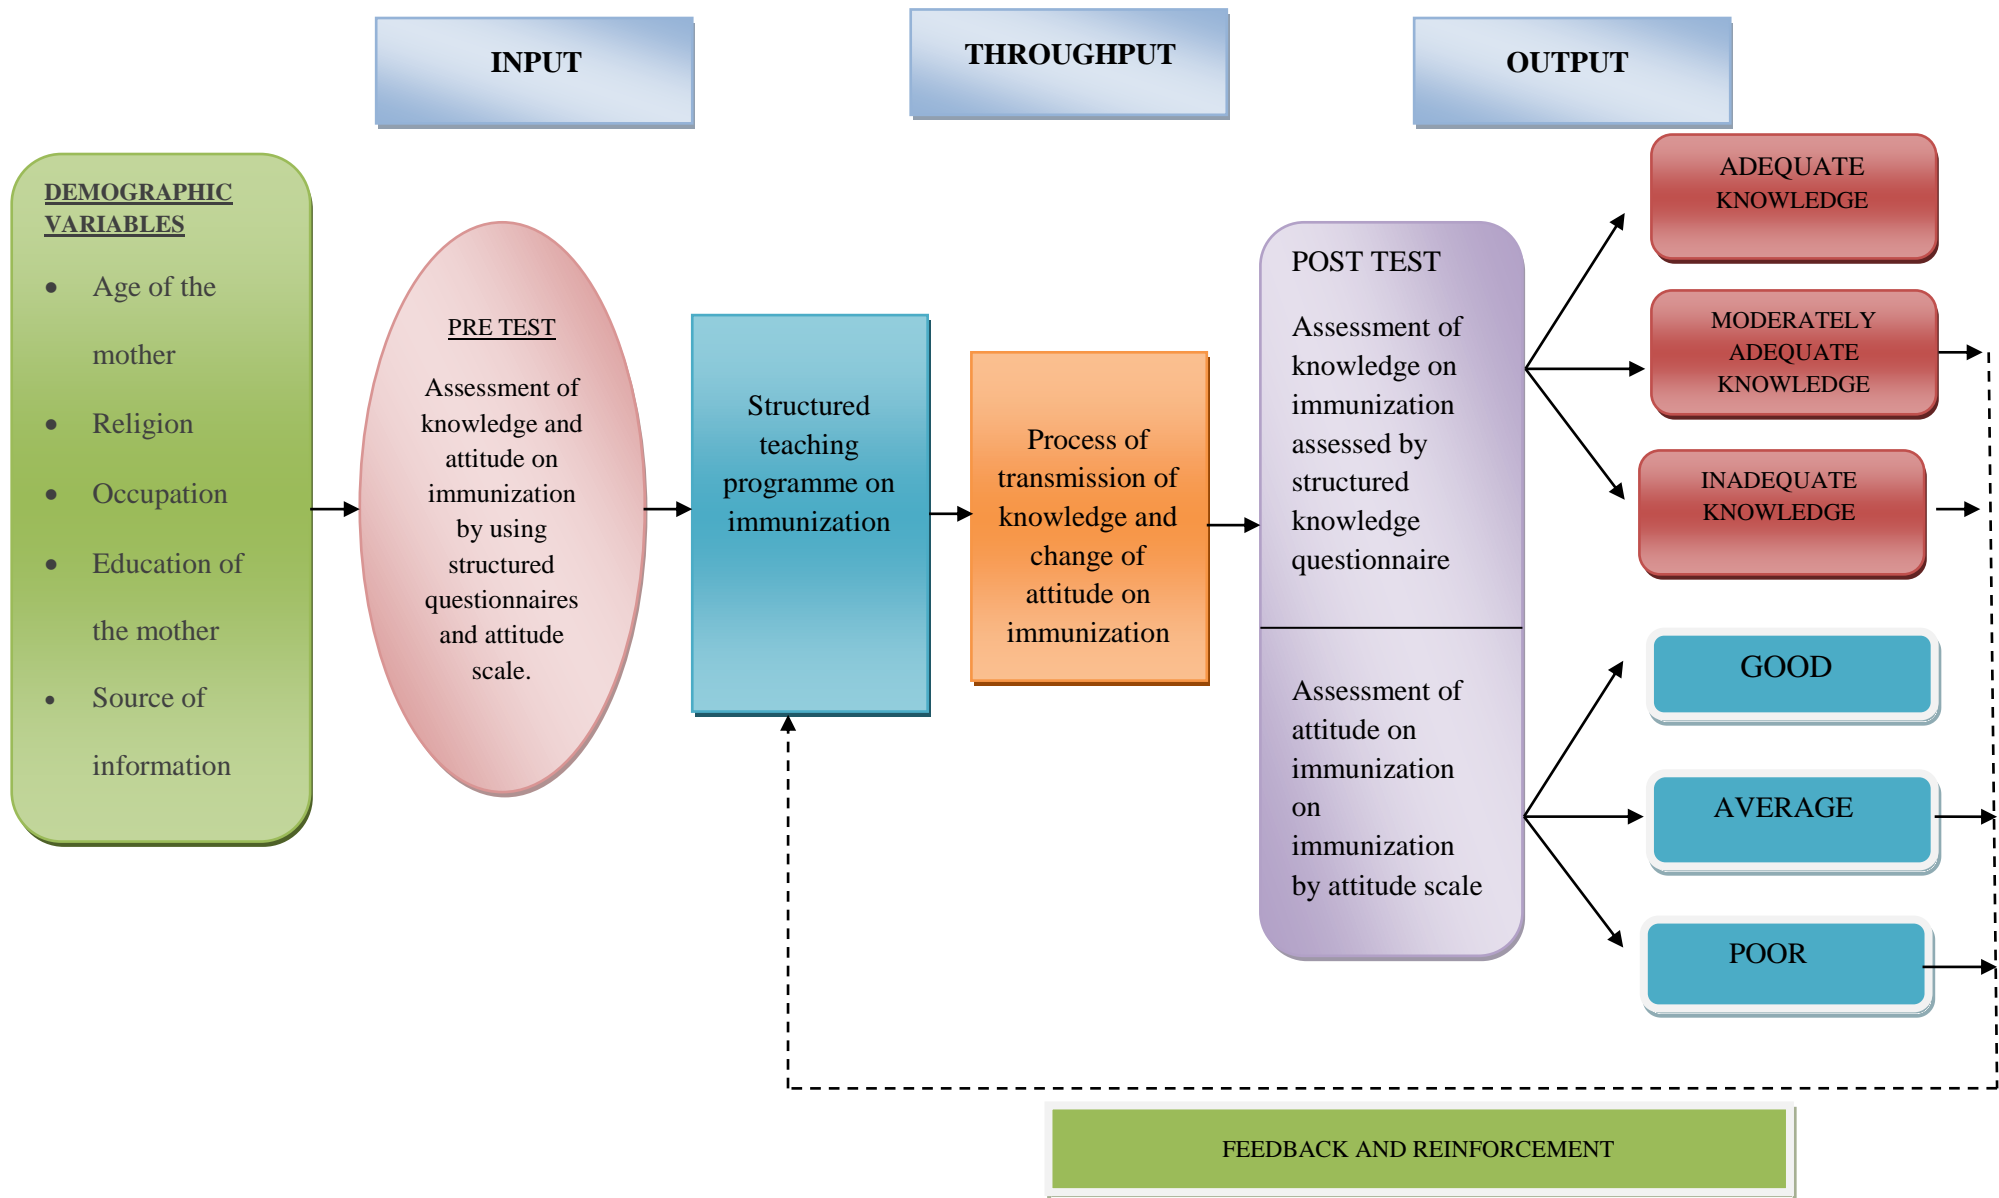 INPUT
THROUGHPUT
OUTPUT
DEMOGRAPHIC
VARIABLES
• Age of the
mother
• Religion
• Occupation
• Education of
the mother
• Source of
information
PRE TEST
Assessment of
knowledge and
attitude on
immunization
by using
structured
questionnaires
and attitude
scale.
Structured
teaching
programme on
immunization
Process of
transmission of
knowledge and
change of
attitude on
immunization
POST TEST
Assessment of
knowledge on
immunization
assessed by
structured
knowledge
questionnaire
Assessment of
attitude on
immunization
on
immunization
by attitude scale
ADEQUATE
KNOWLEDGE
MODERATELY
ADEQUATE
KNOWLEDGE
INADEQUATE
KNOWLEDGE
GOOD
AVERAGE
POOR
FEEDBACK AND REINFORCEMENT